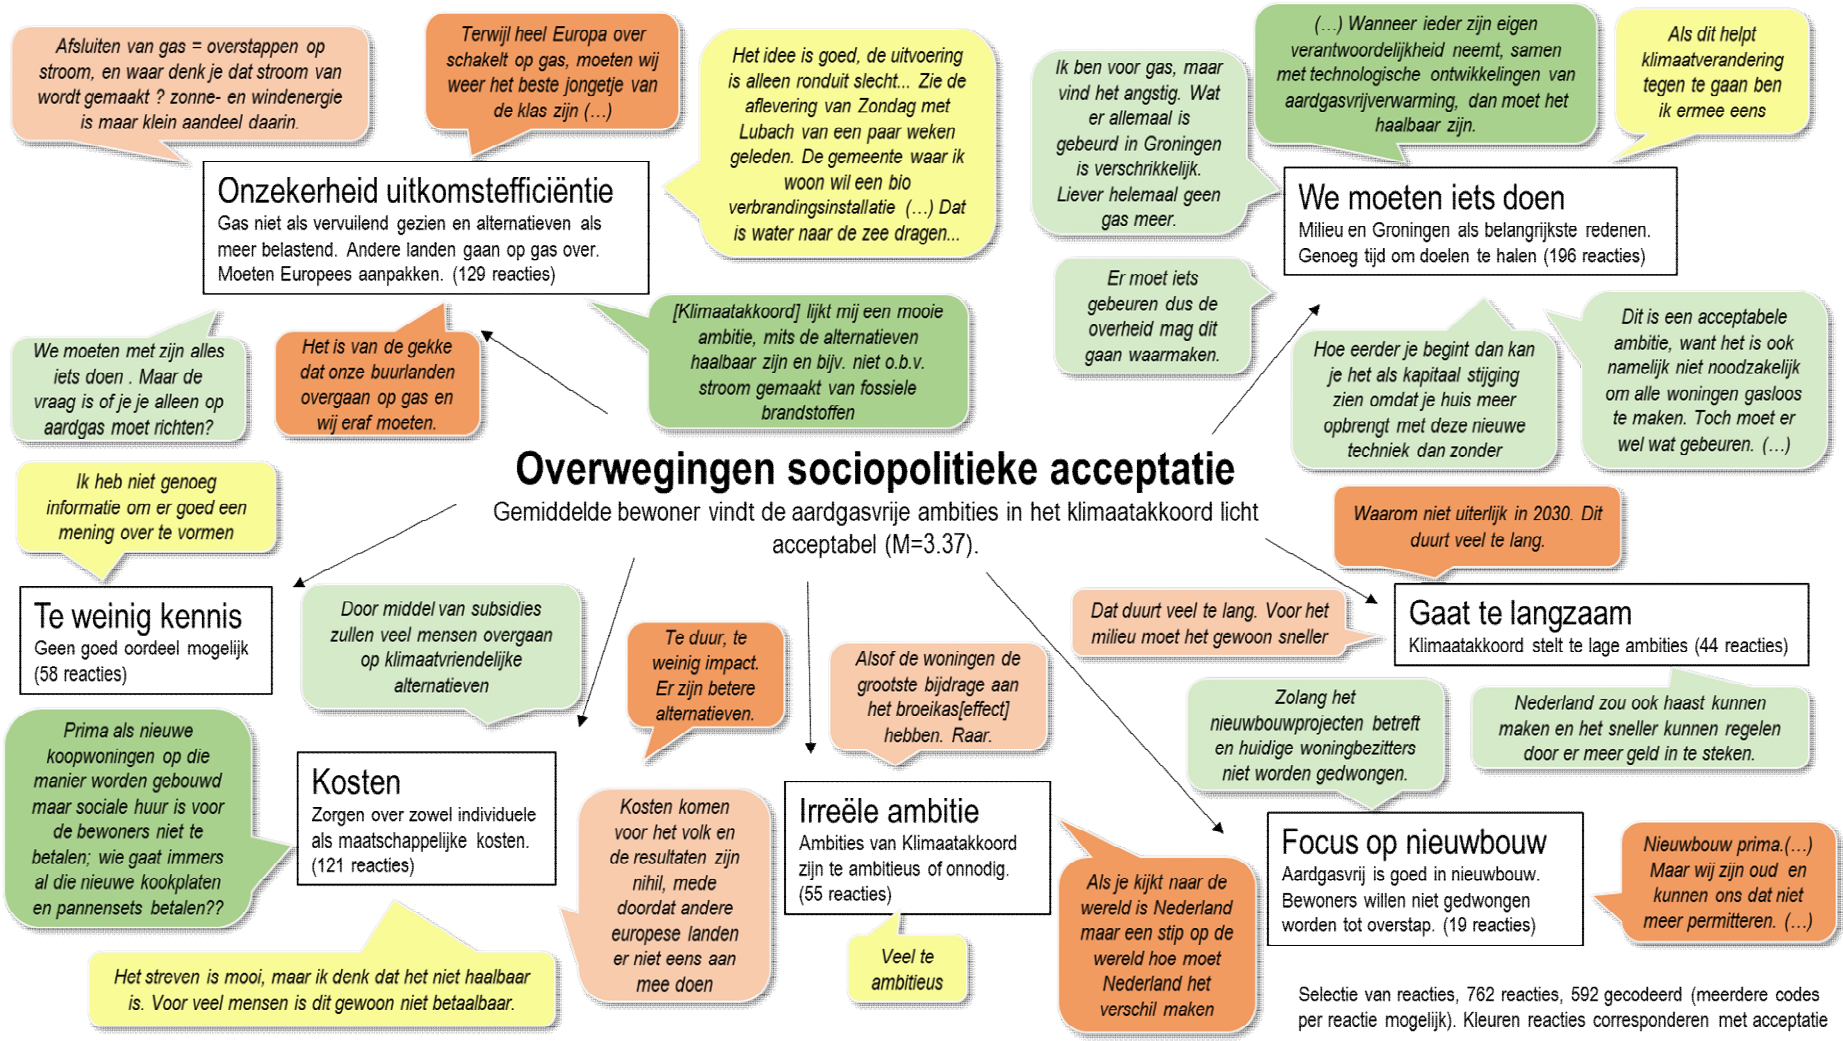 Afsluiten van gas = overstappen op
stroom, en waar denk je dat stroom van
wordt gemaakt ? zonne- en windenergie
is maar klein aandeel daarin.
Terwijl heel Europa over
schakelt op gas, moeten wij
weer het beste jongetje van
de klas zijn (…)
Het idee is goed, de uitvoering
is alleen ronduit slecht... Zie de
aflevering van Zondag met
Lubach van een paar weken
geleden. De gemeente waar ik
woon wil een bio
verbrandingsinstallatie (…) Dat
is water naar de zee dragen...
Onzekerheid uitkomstefficiëntie
Gas niet als vervuilend gezien en alternatieven als
meer belastend. Andere landen gaan op gas over.
Moeten Europees aanpakken. (129 reacties)
We moeten met zijn alles
iets doen . Maar de
vraag is of je je alleen op
aardgas moet richten?
Het is van de gekke
dat onze buurlanden
overgaan op gas en
wij eraf moeten.
[Klimaatakkoord] lijkt mij een mooie
ambitie, mits de alternatieven
haalbaar zijn en bijv. niet o.b.v.
stroom gemaakt van fossiele
brandstoffen
Ik ben voor gas, maar
vind het angstig. Wat
er allemaal is
gebeurd in Groningen
is verschrikkelijk.
Liever helemaal geen
gas meer.
(…) Wanneer ieder zijn eigen
verantwoordelijkheid neemt, samen
met technologische ontwikkelingen van
aardgasvrijverwarming, dan moet het
haalbaar zijn.
Als dit helpt
klimaatverandering
tegen te gaan ben
ik ermee eens
We moeten iets doen
Milieu en Groningen als belangrijkste redenen.
Genoeg tijd om doelen te halen (196 reacties)
Er moet iets
gebeuren dus de
overheid mag dit
gaan waarmaken.
Hoe eerder je begint dan kan
je het als kapitaal stijging
zien omdat je huis meer
opbrengt met deze nieuwe
techniek dan zonder
Dit is een acceptabele
ambitie, want het is ook
namelijk niet noodzakelijk
om alle woningen gasloos
te maken. Toch moet er
wel wat gebeuren. (…)
Overwegingen sociopolitieke acceptatie
Gemiddelde bewoner vindt de aardgasvrije ambities in het klimaatakkoord licht
acceptabel (M=3.37).
Ik heb niet genoeg
informatie om er goed een
mening over te vormen
Te weinig kennis
Geen goed oordeel mogelijk
(58 reacties)
Door middel van subsidies
zullen veel mensen overgaan
op klimaatvriendelijke
alternatieven
Te duur, te
weinig impact.
Er zijn betere
alternatieven.
Prima als nieuwe
koopwoningen op die
manier worden gebouwd
maar sociale huur is voor
de bewoners niet te
betalen; wie gaat immers
al die nieuwe kookplaten
en pannensets betalen??
Kosten
Zorgen over zowel individuele
als maatschappelijke kosten.
(121 reacties)
Kosten komen
voor het volk en
de resultaten zijn
nihil, mede
doordat andere
europese landen
er niet eens aan
mee doen
Het streven is mooi, maar ik denk dat het niet haalbaar
is. Voor veel mensen is dit gewoon niet betaalbaar.
Alsof de woningen de
grootste bijdrage aan
het broeikas[effect]
hebben. Raar.
Irreële ambitie
Ambities van Klimaatakkoord
zijn te ambitieus of onnodig.
(55 reacties)
Veel te
ambitieus
Als je kijkt naar de
wereld is Nederland
maar een stip op de
wereld hoe moet
Nederland het
verschil maken
Waarom niet uiterlijk in 2030. Dit
duurt veel te lang.
Dat duurt veel te lang. Voor het
milieu moet het gewoon sneller
Gaat te langzaam
Klimaatakkoord stelt te lage ambities (44 reacties)
Nederland zou ook haast kunnen
maken en het sneller kunnen regelen
door er meer geld in te steken.
Zolang het
nieuwbouwprojecten betreft
en huidige woningbezitters
niet worden gedwongen.
Focus op nieuwbouw
Aardgasvrij is goed in nieuwbouw.
Bewoners willen niet gedwongen
worden tot overstap. (19 reacties)
Nieuwbouw prima.(…)
Maar wij zijn oud en
kunnen ons dat niet
meer permitteren. (…)
Selectie van reacties, 762 reacties, 592 gecodeerd (meerdere codes
per reactie mogelijk). Kleuren reacties corresponderen met acceptatie